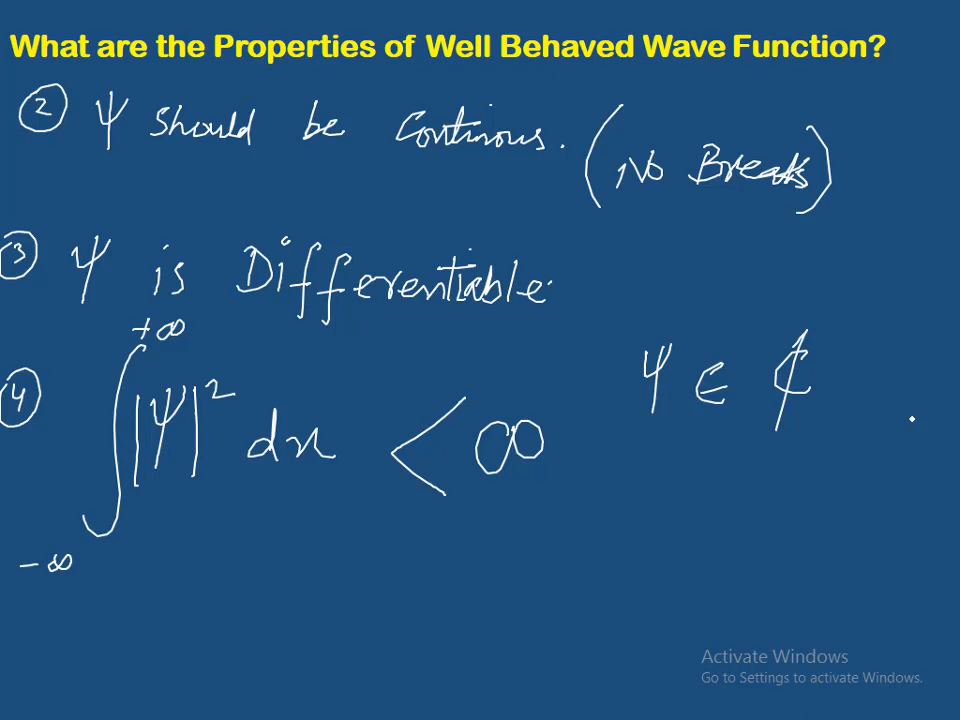 What are the Properties of Well Behaved Wave Function?
② Ψ should be continous. (No Breaks)
③ Ψ is Differentiable.
④ ∫_{-∞}^{+∞} |Ψ|² dx < ∞
Ψ ∈ ₵
Activate Windows
Go to Settings to activate Windows.